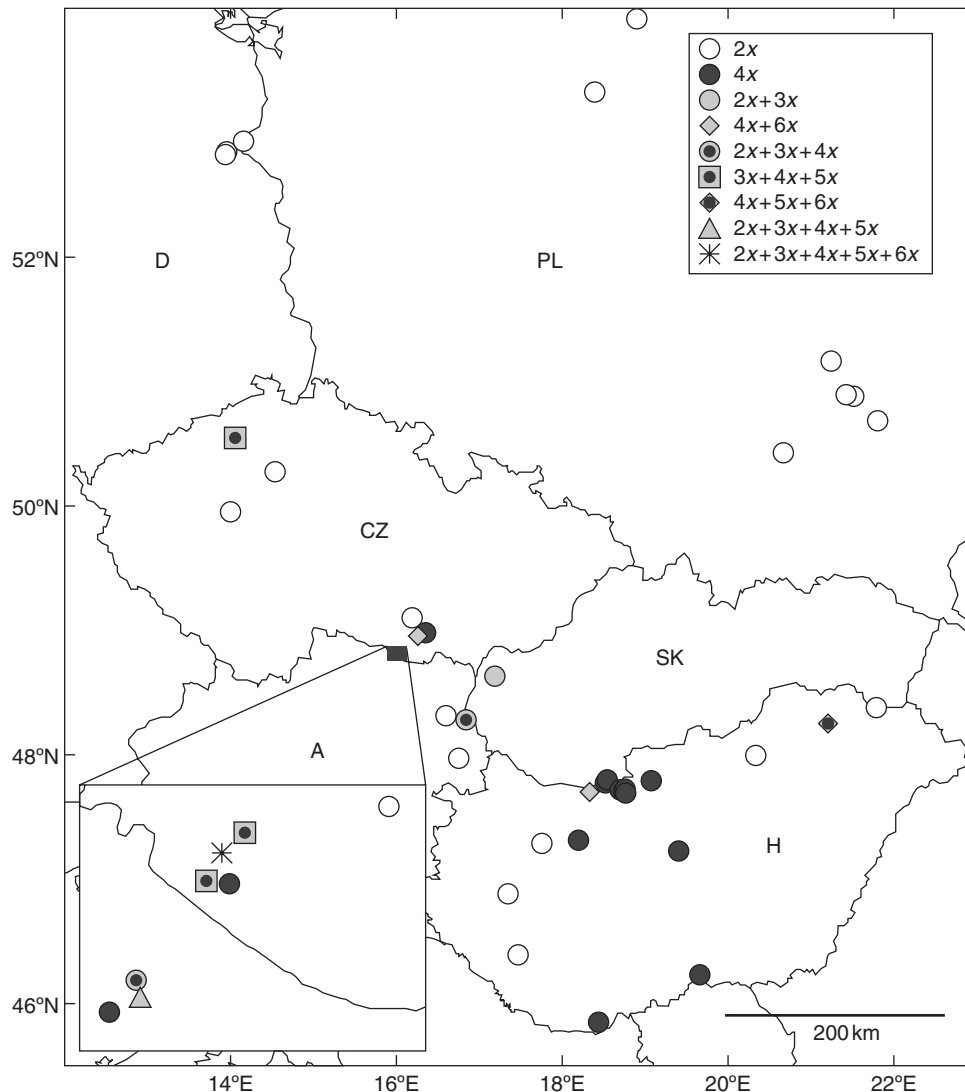 2x
4x
2x+3x
4x+6x
2x+3x+4x
3x+4x+5x
4x+5x+6x
2x+3x+4x+5x
2x+3x+4x+5x+6x
52ºN
D
PL
50ºN
CZ
SK
48ºN
A
H
46ºN
200 km
14ºE
16ºE
18ºE
20ºE
22ºE